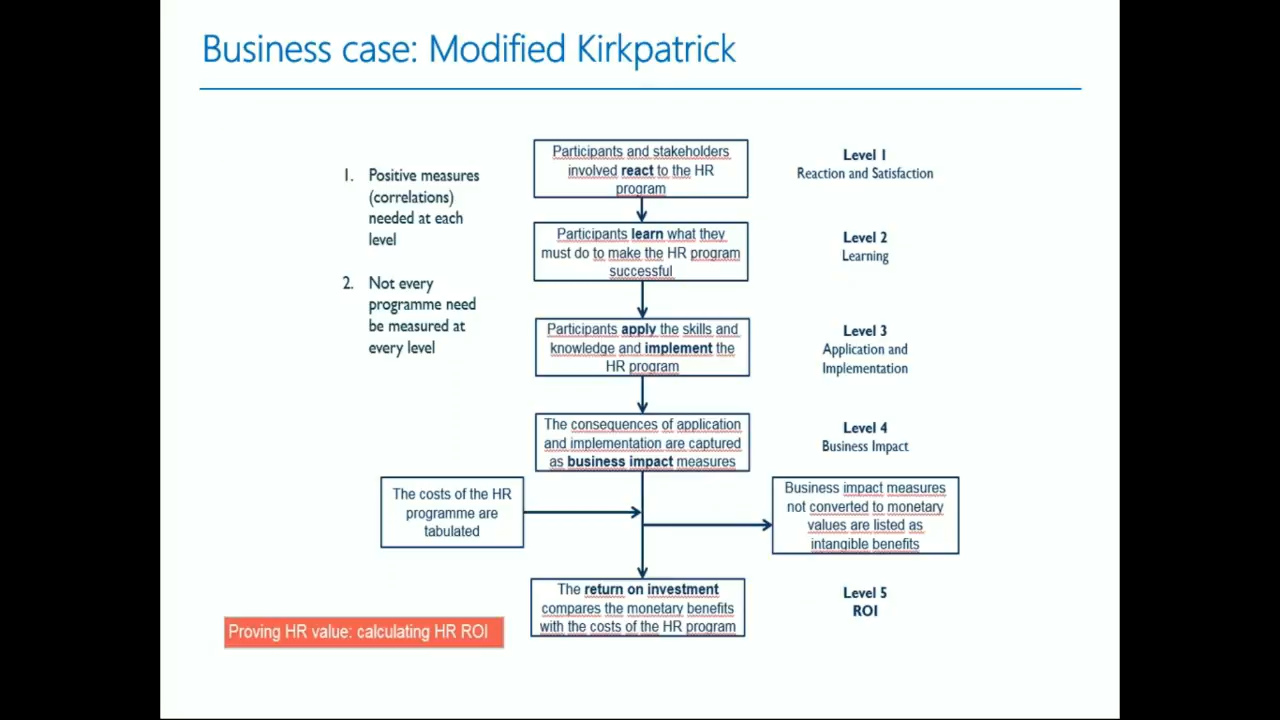 Business case: Modified Kirkpatrick
Participants and stakeholders
involved react to the HR
program
Level 1
Reaction and Satisfaction
1. Positive measures
(correlations)
needed at each
level
Participants learn what they
must do to make the HR program
successful
Level 2
Learning
2. Not every
programme need
be measured at
every level
Participants apply the skills and
knowledge and implement the
HR program
Level 3
Application and
Implementation
The consequences of application
and implementation are captured
as business impact measures
Level 4
Business Impact
The costs of the HR
programme are
tabulated
Business impact measures
not converted to monetary
values are listed as
intangible benefits
The return on investment
compares the monetary benefits
with the costs of the HR program
Level 5
ROI
Proving HR value: calculating HR ROI